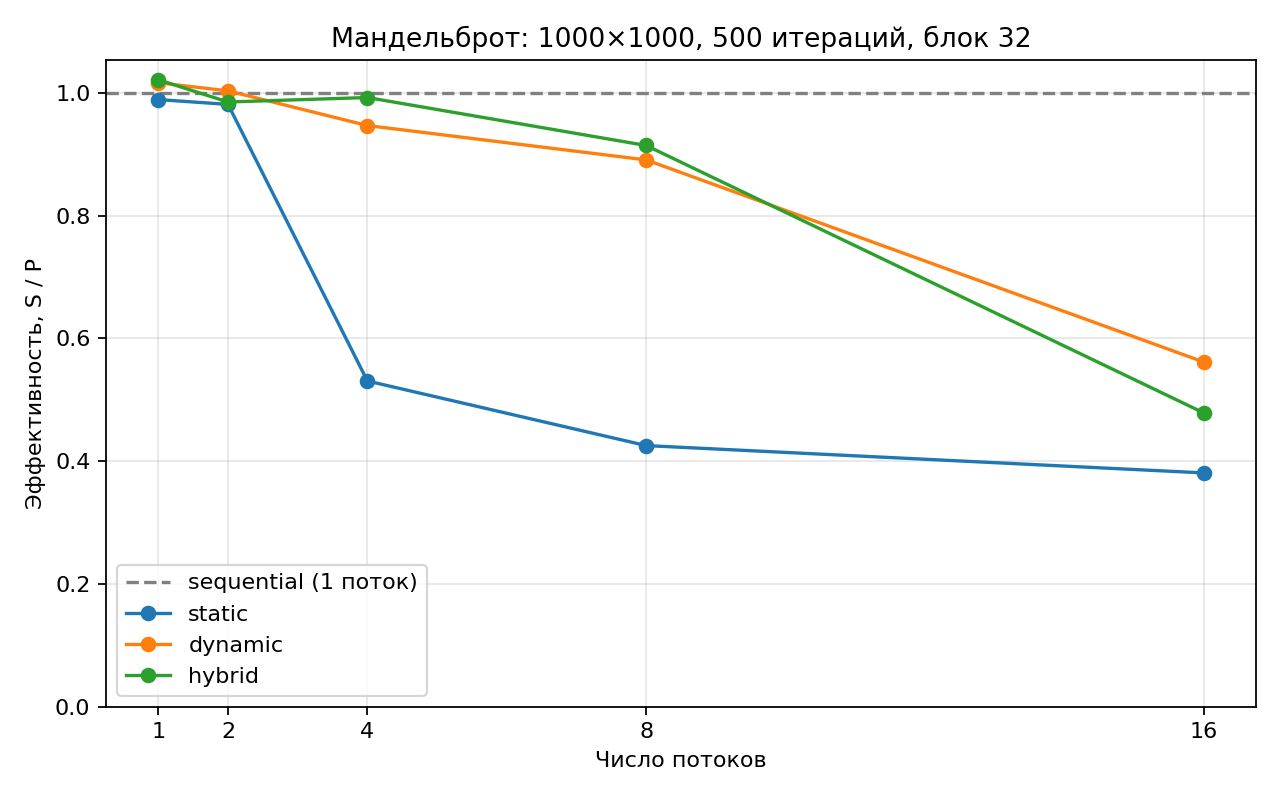 Мандельброт: 1000×1000, 500 итераций, блок 32
Эффективность, S / P
1.0
0.8
0.6
0.4
0.2
0.0
sequential (1 поток)
static
dynamic
hybrid
1 2 4 8 16
Число потоков